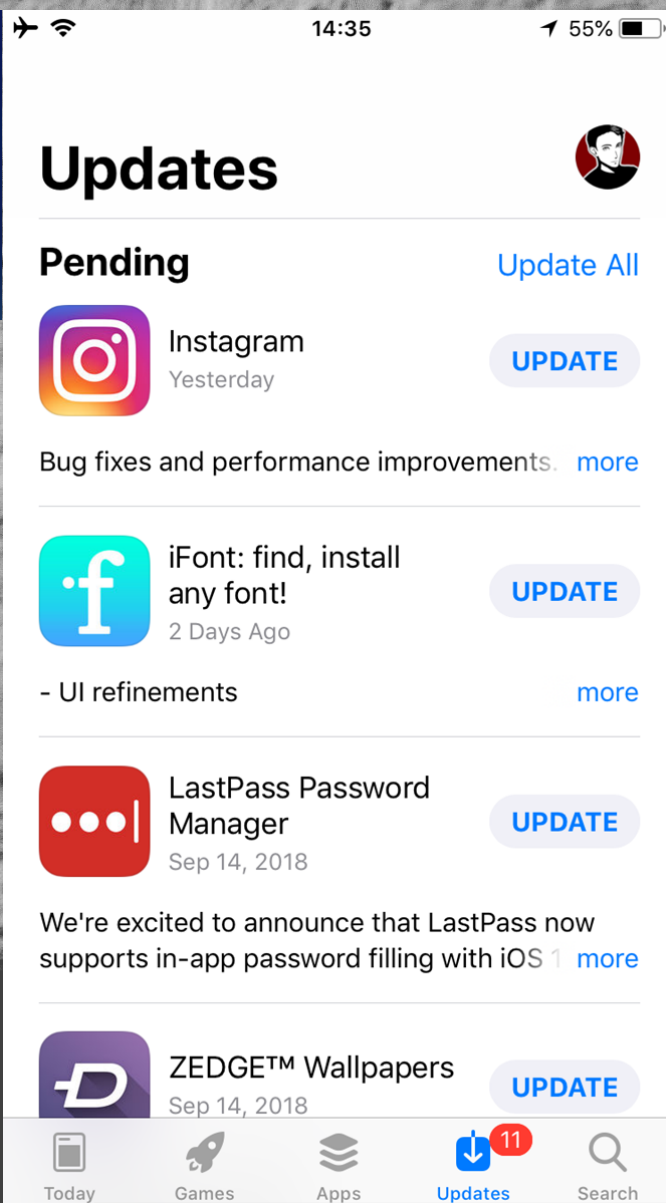 14:35
55%
Updates
Pending
Update All
Instagram
Yesterday
UPDATE
Bug fixes and performance improvements.
more
iFont: find, install
any font!
2 Days Ago
UPDATE
- UI refinements
more
LastPass Password
Manager
Sep 14, 2018
UPDATE
We're excited to announce that LastPass now
supports in-app password filling with iOS 1
more
ZEDGE™ Wallpapers
Sep 14, 2018
UPDATE
11
Today
Games
Apps
Updates
Search